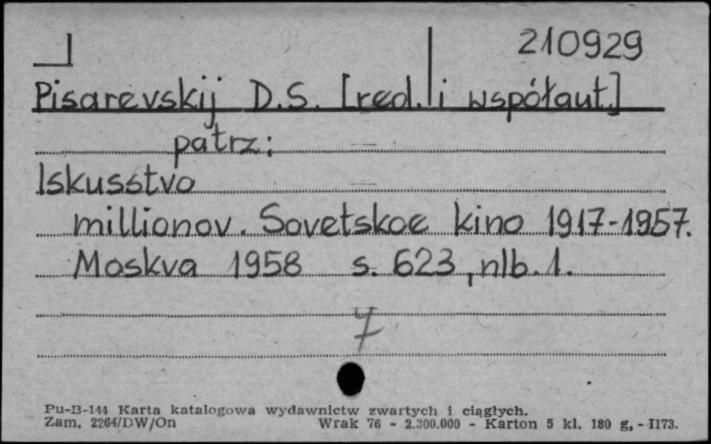 210929
Pisarevskij D.S. [red. i współaut.]
patrz:
Iskusstvo
millionov. Sovetskoe kino 1917-1957.
Moskva 1958 s. 623, nlb. 1.
7
Pu-B-144 Karta katalogowa wydawnictw zwartych i ciągłych.
Zam. 2264/DW/On Wrak 76 - 2.300.000 - Karton 5 kl. 180 g, - I173.